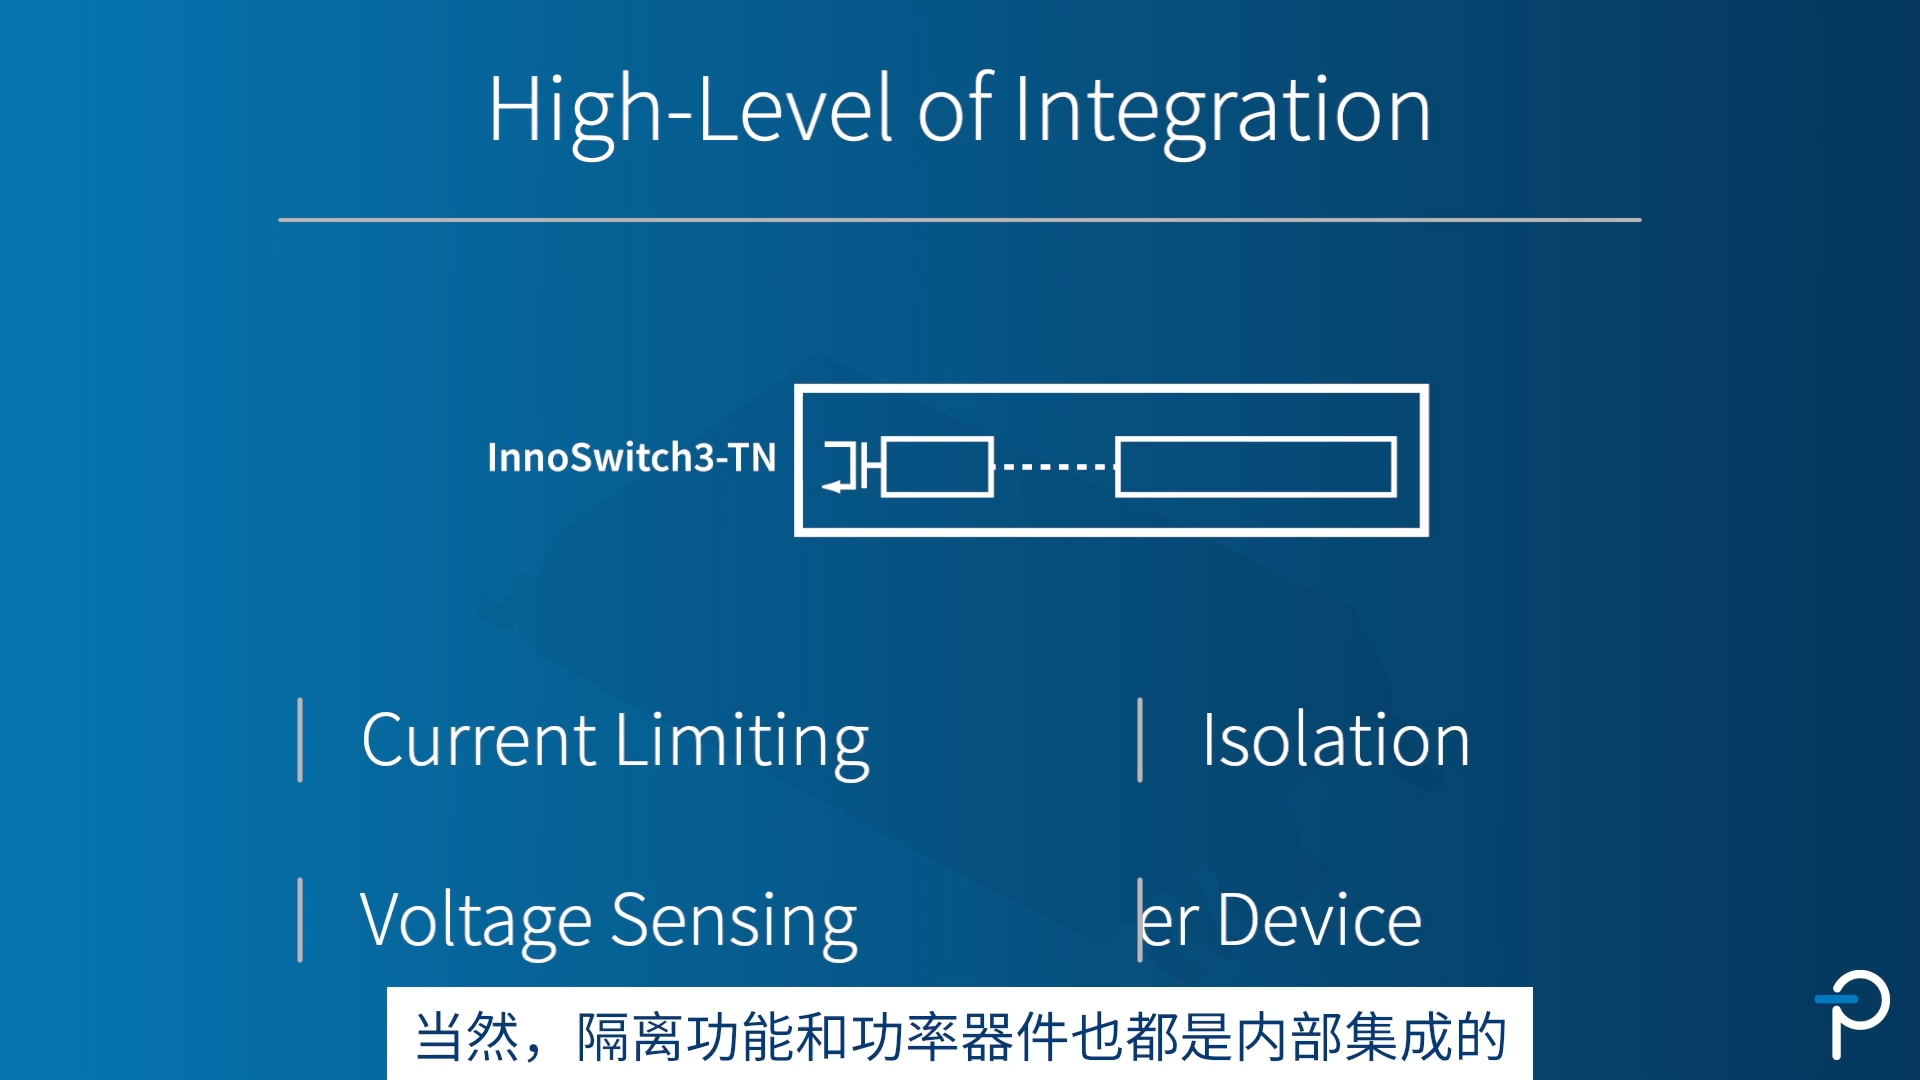 High-Level of Integration
InnoSwitch3-TN
Current Limiting
Isolation
Voltage Sensing
er Device
当然，隔离功能和功率器件也都是内部集成的